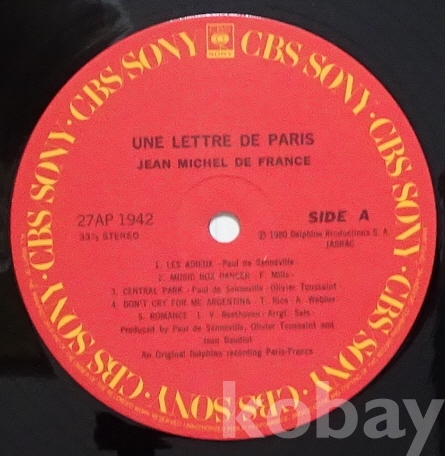 CBS SONY · CBS SONY · CBS SONY · CBS SONY · CBS SONY · CBS SONY · CBS SONY
SONY
UNE LETTRE DE PARIS
JEAN MICHEL DE FRANCE
27AP 1942
33⅓ STEREO
SIDE A
℗ 1980 Delphine Productions S. A.
JASRAC
1. LES ADIEUX - Paul de Senneville
2. MUSIC BOX DANCER - F. Mills
3. CENTRAL PARK - Paul de Senneville - Olivier Toussaint
4. DON'T CRY FOR ME ARGENTINA - T. Rice - A. Webber
5. ROMANCE - L. V. Beethoven - Arrgt. Sels
Produced by Paul de Senneville, Olivier Toussaint and
Jean Baudlot
An Original Delphine recording Paris-France
kobay